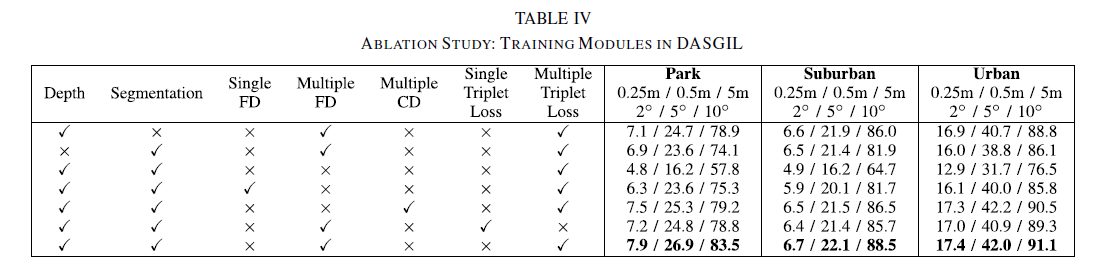 TABLE IV
ABLATION STUDY: TRAINING MODULES IN DASGIL
Depth Segmentation Single FD Multiple FD Multiple CD Single Triplet Loss Multiple Triplet Loss Park 0.25m / 0.5m / 5m 2° / 5° / 10° Suburban 0.25m / 0.5m / 5m 2° / 5° / 10° Urban 0.25m / 0.5m / 5m 2° / 5° / 10°
✓ × × ✓ × × ✓ 7.1 / 24.7 / 78.9 6.6 / 21.9 / 86.0 16.9 / 40.7 / 88.8
× ✓ × ✓ × × ✓ 6.9 / 23.6 / 74.1 6.5 / 21.4 / 81.9 16.0 / 38.8 / 86.1
✓ ✓ × × × × ✓ 4.8 / 16.2 / 57.8 4.9 / 16.2 / 64.7 12.9 / 31.7 / 76.5
✓ ✓ ✓ × × × ✓ 6.3 / 23.6 / 75.3 5.9 / 20.1 / 81.7 16.1 / 40.0 / 85.8
✓ ✓ × × ✓ × ✓ 7.5 / 25.3 / 79.2 6.5 / 21.5 / 86.5 17.3 / 42.2 / 90.5
✓ ✓ × ✓ × ✓ × 7.2 / 24.8 / 78.8 6.4 / 21.4 / 85.7 17.0 / 40.9 / 89.3
✓ ✓ × ✓ × × ✓ 7.9 / 26.9 / 83.5 6.7 / 22.1 / 88.5 17.4 / 42.0 / 91.1